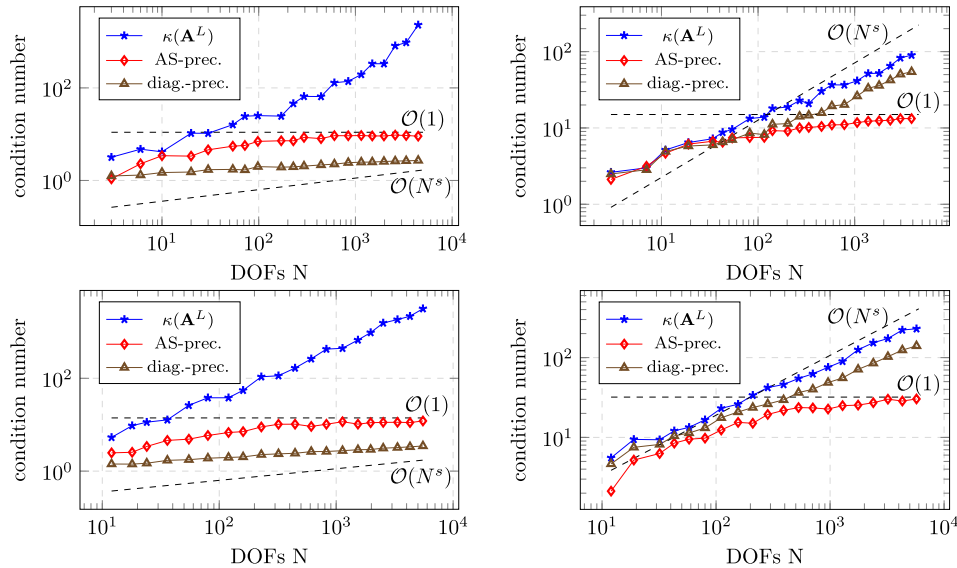 κ(A^L)
AS-prec.
diag.-prec.
O(1)
O(N^s)
10^2
10^0
10^1 10^2 10^3 10^4
DOFs N
condition number
κ(A^L)
AS-prec.
diag.-prec.
O(N^s)
O(1)
10^2
10^1
10^0
10^1 10^2 10^3
DOFs N
condition number
κ(A^L)
AS-prec.
diag.-prec.
O(1)
O(N^s)
10^2
10^0
10^1 10^2 10^3 10^4
DOFs N
condition number
κ(A^L)
AS-prec.
diag.-prec.
O(N^s)
O(1)
10^2
10^1
10^1 10^2 10^3 10^4
DOFs N
condition number